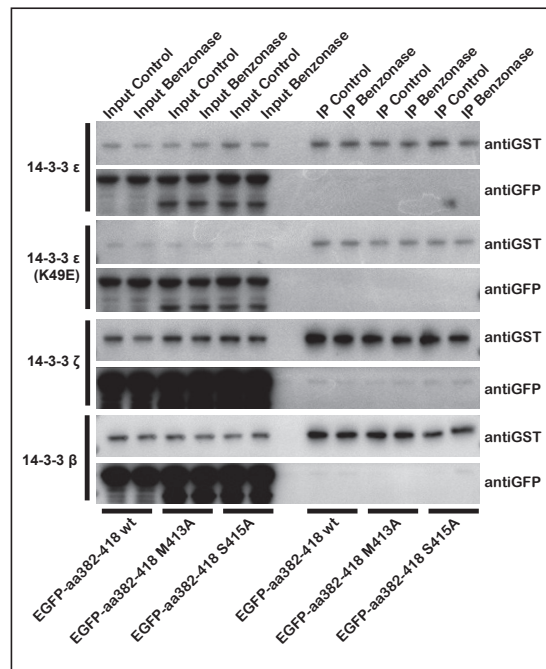 Input Control
Input Benzonase
Input Control
Input Benzonase
Input Control
Input Benzonase
IP Control
IP Benzonase
IP Control
IP Benzonase
IP Control
IP Benzonase
14-3-3 ε
antiGST
antiGFP
14-3-3 ε
(K49E)
antiGST
antiGFP
14-3-3 ζ
antiGST
antiGFP
14-3-3 β
antiGST
antiGFP
EGFP-aa382-418 wt
EGFP-aa382-418 M413A
EGFP-aa382-418 S415A
EGFP-aa382-418 wt
EGFP-aa382-418 M413A
EGFP-aa382-418 S415A